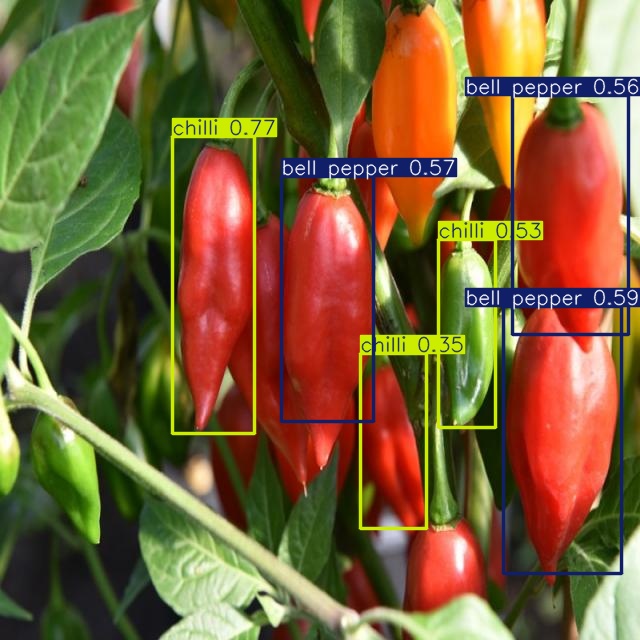 bell pepper 0.56
chilli 0.77
bell pepper 0.57
chilli 0.53
bell pepper 0.59
chilli 0.35